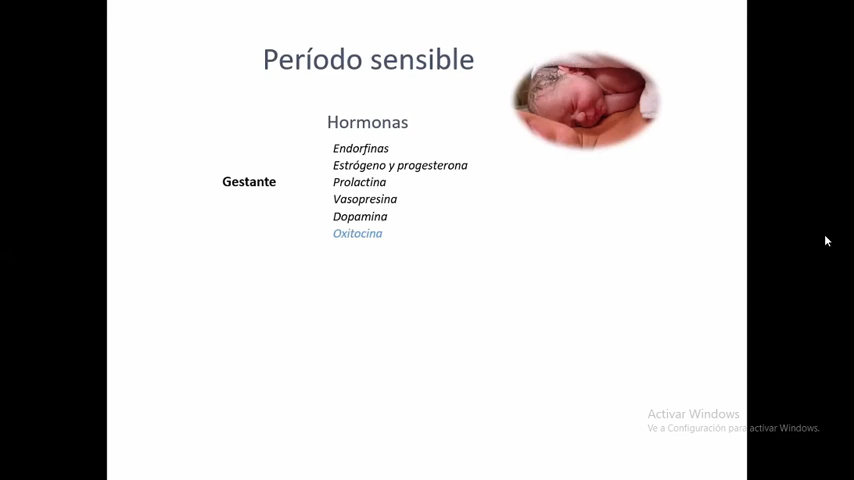 Período sensible
Hormonas
Endorfinas
Estrógeno y progesterona
Gestante
Prolactina
Vasopresina
Dopamina
Oxitocina
Activar Windows
Ve a Configuración para activar Windows.